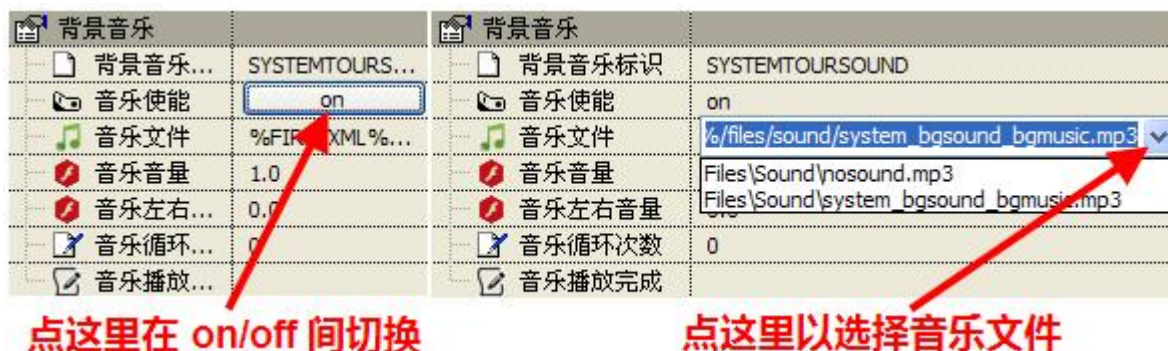 背景音乐
背景音乐... SYSTEMTOURS...
音乐使能 on
音乐文件 %FIR XML%...
音乐音量 1.0
音乐左右... 0.0
音乐循环... 0
音乐播放...
点这里在 on/off 间切换
背景音乐
背景音乐标识 SYSTEMTOURSOUND
音乐使能 on
音乐文件 %/files/sound/system_bgsound_bgmusic.mp3
音乐音量 Files\Sound\nosound.mp3
音乐左右音量 Files\Sound\system_bgsound_bgmusic.mp3
音乐循环次数 0
音乐播放完成
点这里以选择音乐文件